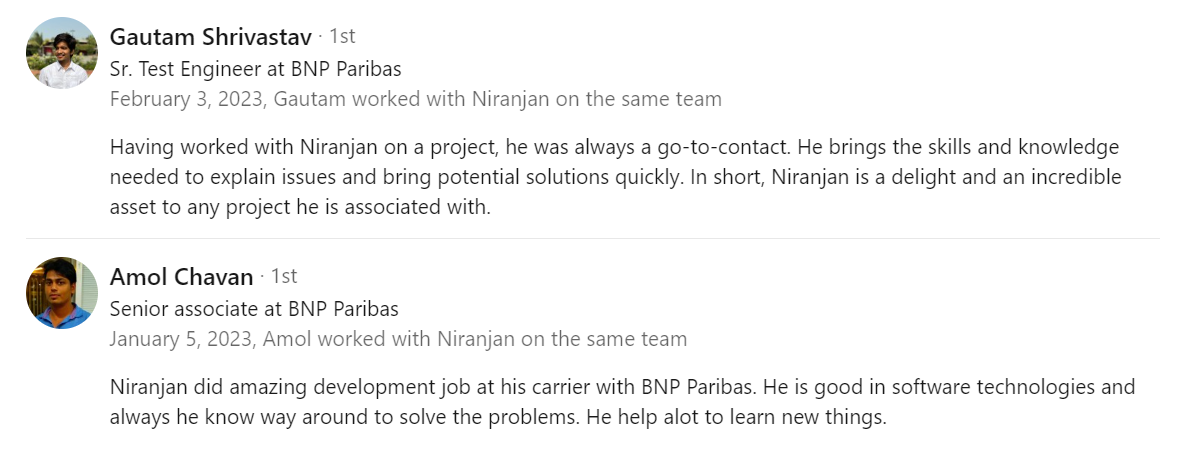 Gautam Shrivastav · 1st
Sr. Test Engineer at BNP Paribas
February 3, 2023, Gautam worked with Niranjan on the same team
Having worked with Niranjan on a project, he was always a go-to-contact. He brings the skills and knowledge
needed to explain issues and bring potential solutions quickly. In short, Niranjan is a delight and an incredible
asset to any project he is associated with.
Amol Chavan · 1st
Senior associate at BNP Paribas
January 5, 2023, Amol worked with Niranjan on the same team
Niranjan did amazing development job at his carrier with BNP Paribas. He is good in software technologies and
always he know way around to solve the problems. He help alot to learn new things.